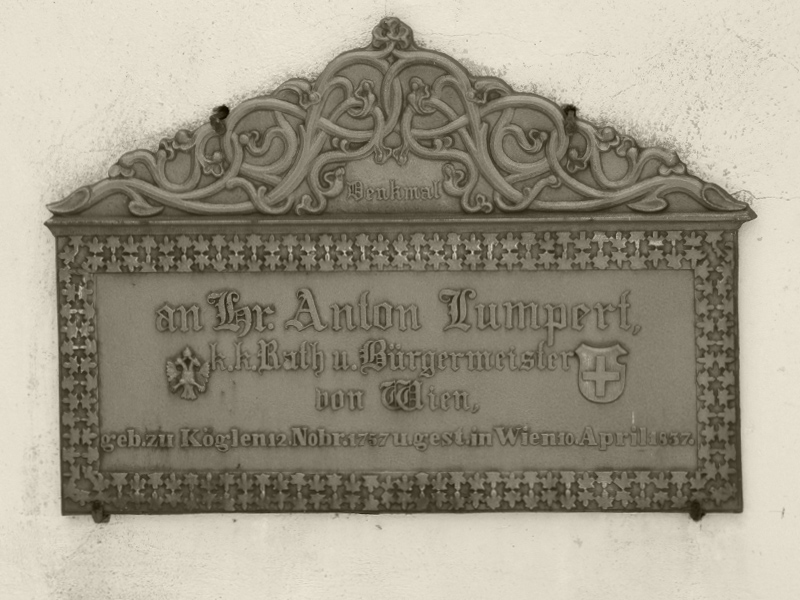 Denkmal
an Hr. Anton Lumpert,
k.k. Rath u. Bürgermeister
von Wien,
geb. zu Köglen 12. Nobr. 1757 u. gest. in Wien 10. April 1837.